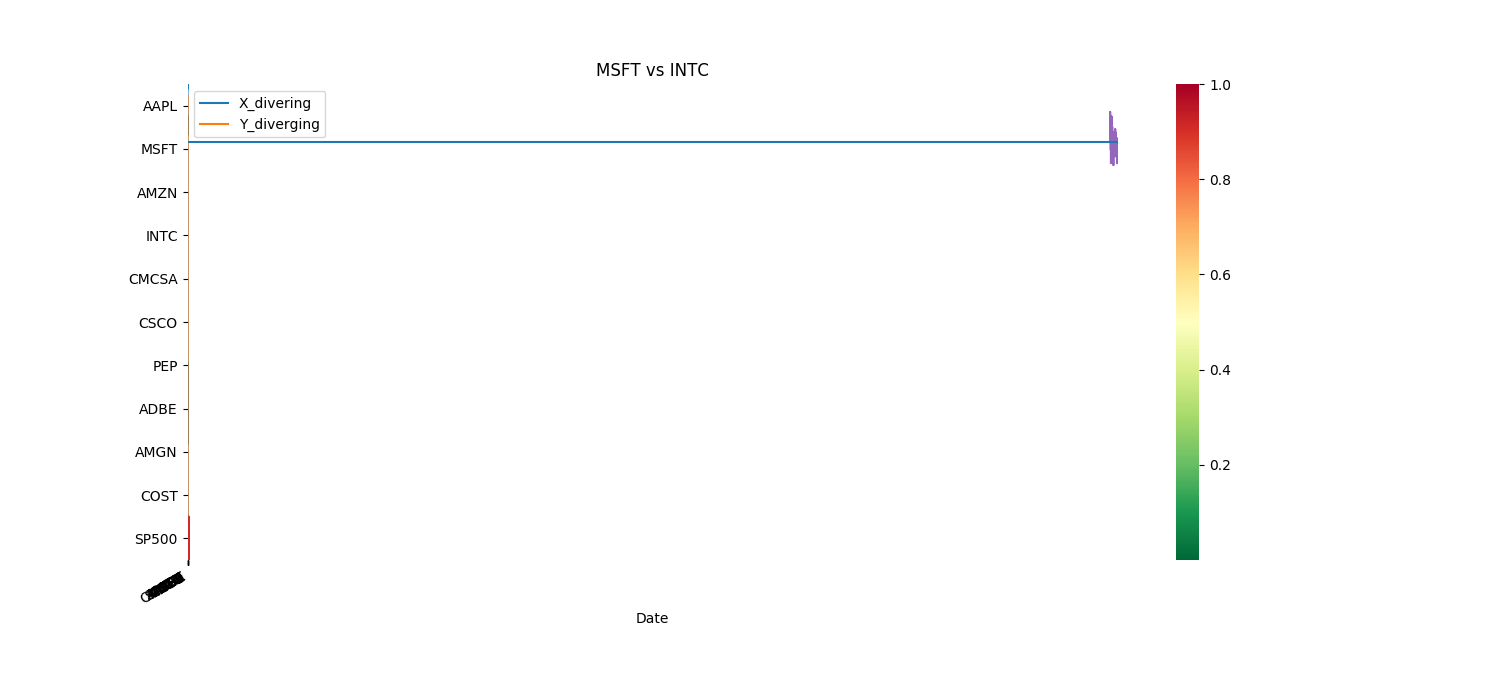 MSFT vs INTC
X_divering
Y_diverging
AAPL
MSFT
AMZN
INTC
CMCSA
CSCO
PEP
ADBE
AMGN
COST
SP500
Date
1.0
0.8
0.6
0.4
0.2